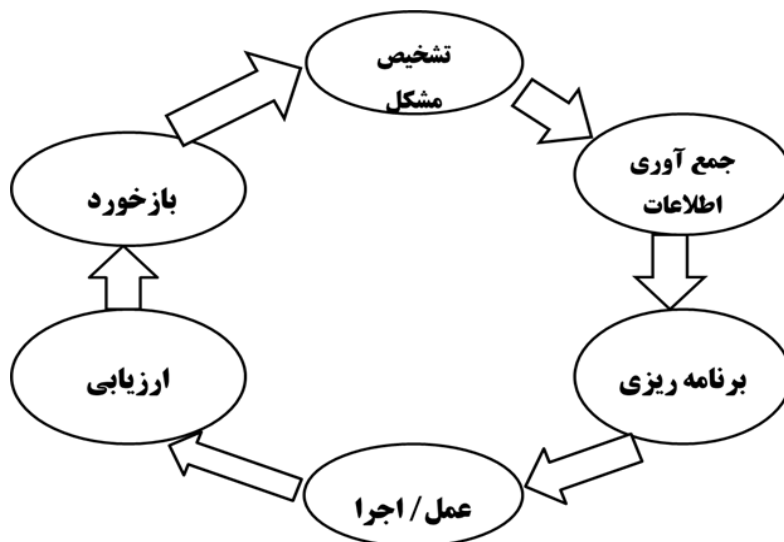 تشخیص
مشکل
جمع آوری
اطلاعات
برنامه ریزی
عمل / اجرا
ارزیابی
بازخورد